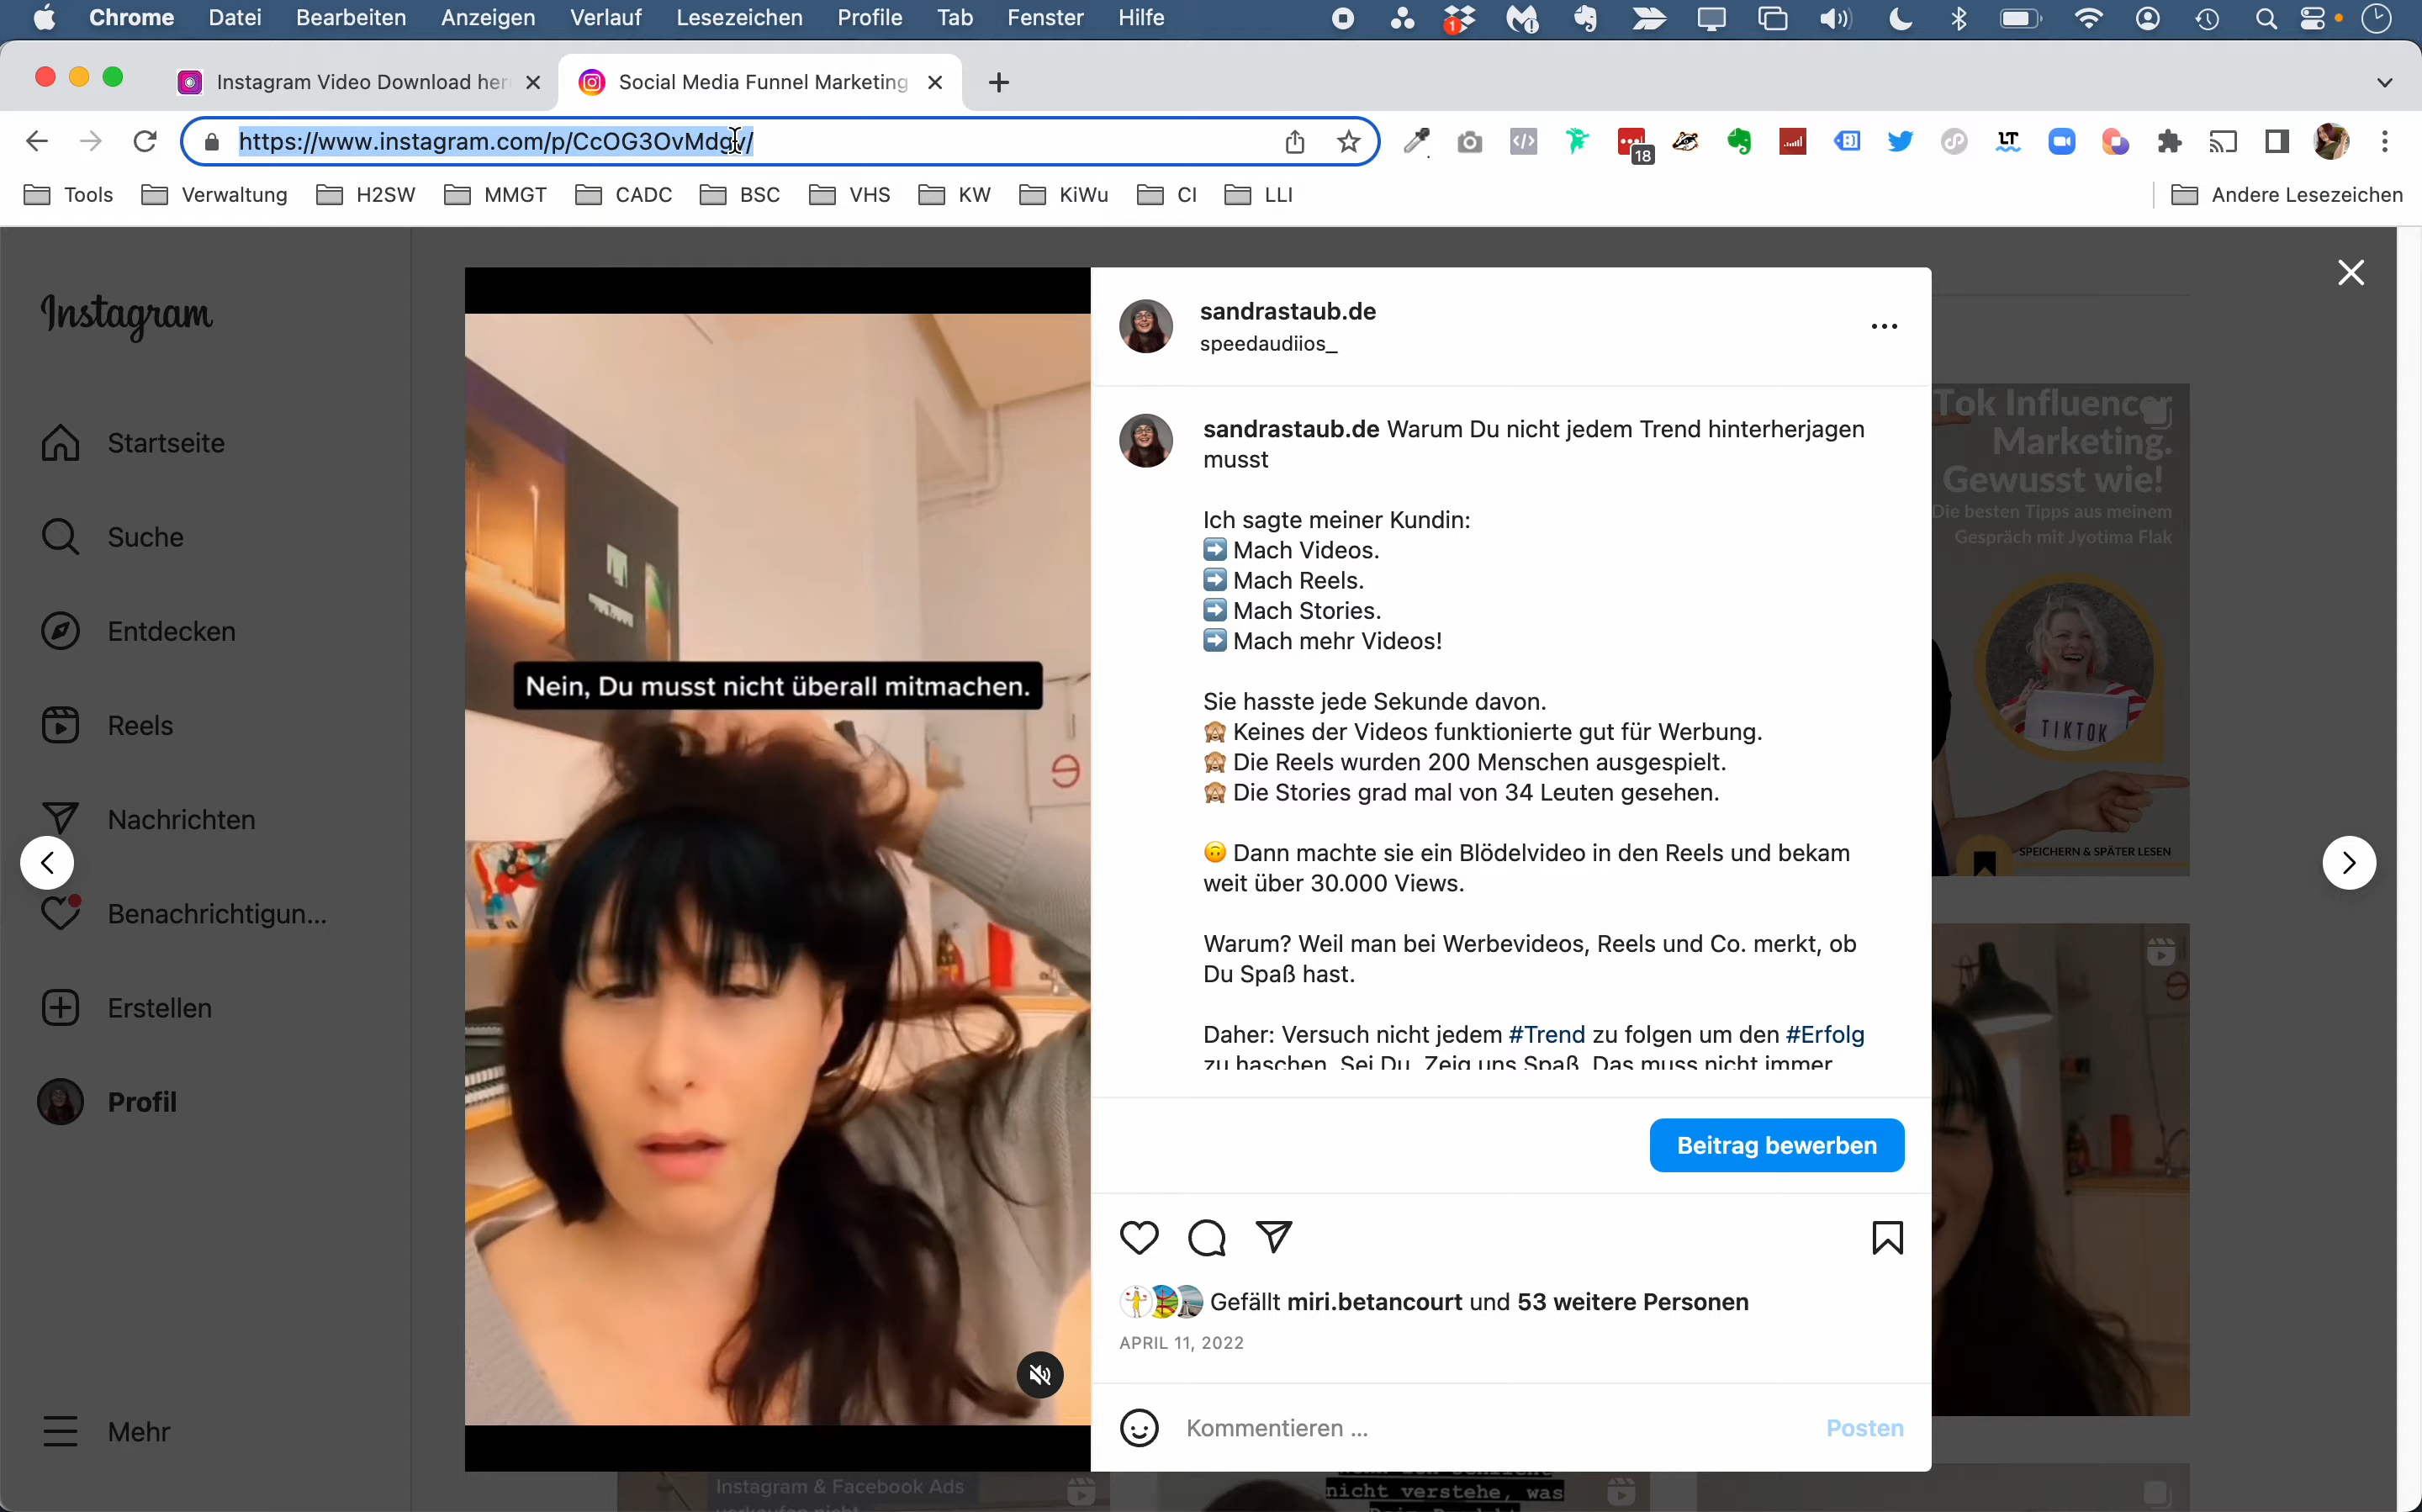 Chrome Datei Bearbeiten Anzeigen Verlauf Lesezeichen Profile Tab Fenster Hilfe
1
Instagram Video Download her
Social Media Funnel Marketing
https://www.instagram.com/p/CcOG3OvMdgv/
18
Tools Verwaltung H2SW MMGT CADC BSC VHS KW KiWu CI LLI Andere Lesezeichen
Instagram
Startseite
Suche
Entdecken
Reels
Nachrichten
Benachrichtigun...
Erstellen
Profil
Mehr
Nein, Du musst nicht überall mitmachen.
sandrastaub.de
speedaudiios_
sandrastaub.de Warum Du nicht jedem Trend hinterherjagen
musst
Ich sagte meiner Kundin:
➡️ Mach Videos.
➡️ Mach Reels.
➡️ Mach Stories.
➡️ Mach mehr Videos!
Sie hasste jede Sekunde davon.
🙈 Keines der Videos funktionierte gut für Werbung.
🙈 Die Reels wurden 200 Menschen ausgespielt.
🙈 Die Stories grad mal von 34 Leuten gesehen.
🙃 Dann machte sie ein Blödelvideo in den Reels und bekam
weit über 30.000 Views.
Warum? Weil man bei Werbevideos, Reels und Co. merkt, ob
Du Spaß hast.
Daher: Versuch nicht jedem #Trend zu folgen um den #Erfolg
zu haschen. Sei Du. Zeig uns Spaß. Das muss nicht immer
Beitrag bewerben
Gefällt miri.betancourt und 53 weitere Personen
APRIL 11, 2022
Kommentieren ...
Posten
Tok Influencer
Marketing.
Gewusst wie!
Die besten Tipps aus meinem
Gespräch mit Jyotima Flak
TIKTOK
SPEICHERN & SPÄTER LESEN
Instagram & Facebook Ads
verkaufen nicht
nicht verstehe, was